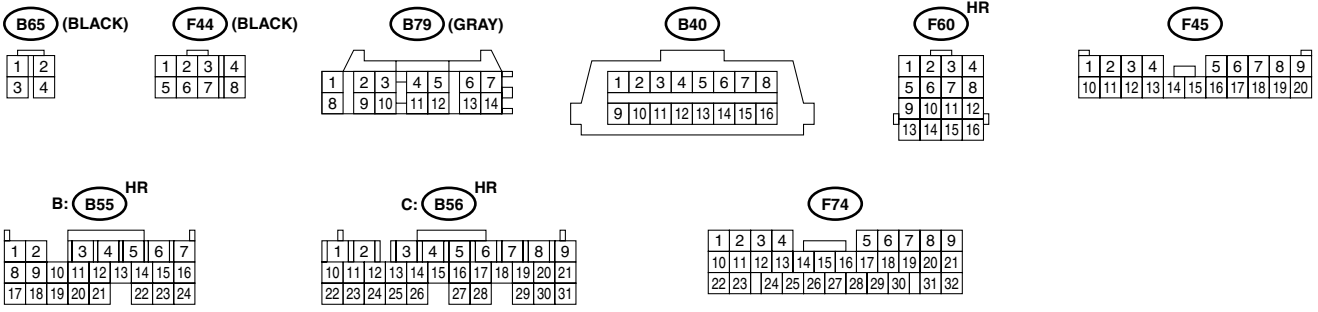 B65 (BLACK) F44 (BLACK) B79 (GRAY) B40 F60 HR F45
1 2
3 4
1 2 3 4
5 6 7 8
1 2 3 4 5 6 7
8 9 10 11 12 13 14
1 2 3 4 5 6 7 8
9 10 11 12 13 14 15 16
1 2 3 4
5 6 7 8
9 10 11 12
13 14 15 16
1 2 3 4 5 6 7 8 9
10 11 12 13 14 15 16 17 18 19 20
B: B55 HR C: B56 HR F74
1 2 3 4 5 6 7
8 9 10 11 12 13 14 15 16
17 18 19 20 21 22 23 24
1 2 3 4 5 6 7 8 9
10 11 12 13 14 15 16 17 18 19 20 21
22 23 24 25 26 27 28 29 30 31
1 2 3 4 5 6 7 8 9
10 11 12 13 14 15 16 17 18 19 20 21
22 23 24 25 26 27 28 29 30 31 32